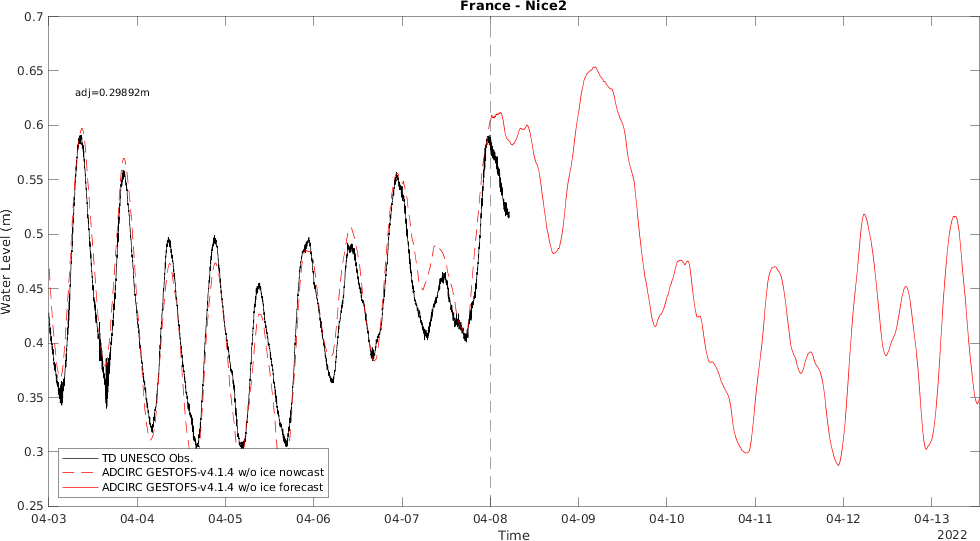 France - Nice2
0.7
0.65
0.6
0.55
0.5
0.45
0.4
0.35
0.3
0.25
Water Level (m)
adj=0.29892m
TD UNESCO Obs.
ADCIRC GESTOFS-v4.1.4 w/o ice nowcast
ADCIRC GESTOFS-v4.1.4 w/o ice forecast
04-03 04-04 04-05 04-06 04-07 04-08 04-09 04-10 04-11 04-12 04-13
Time
2022